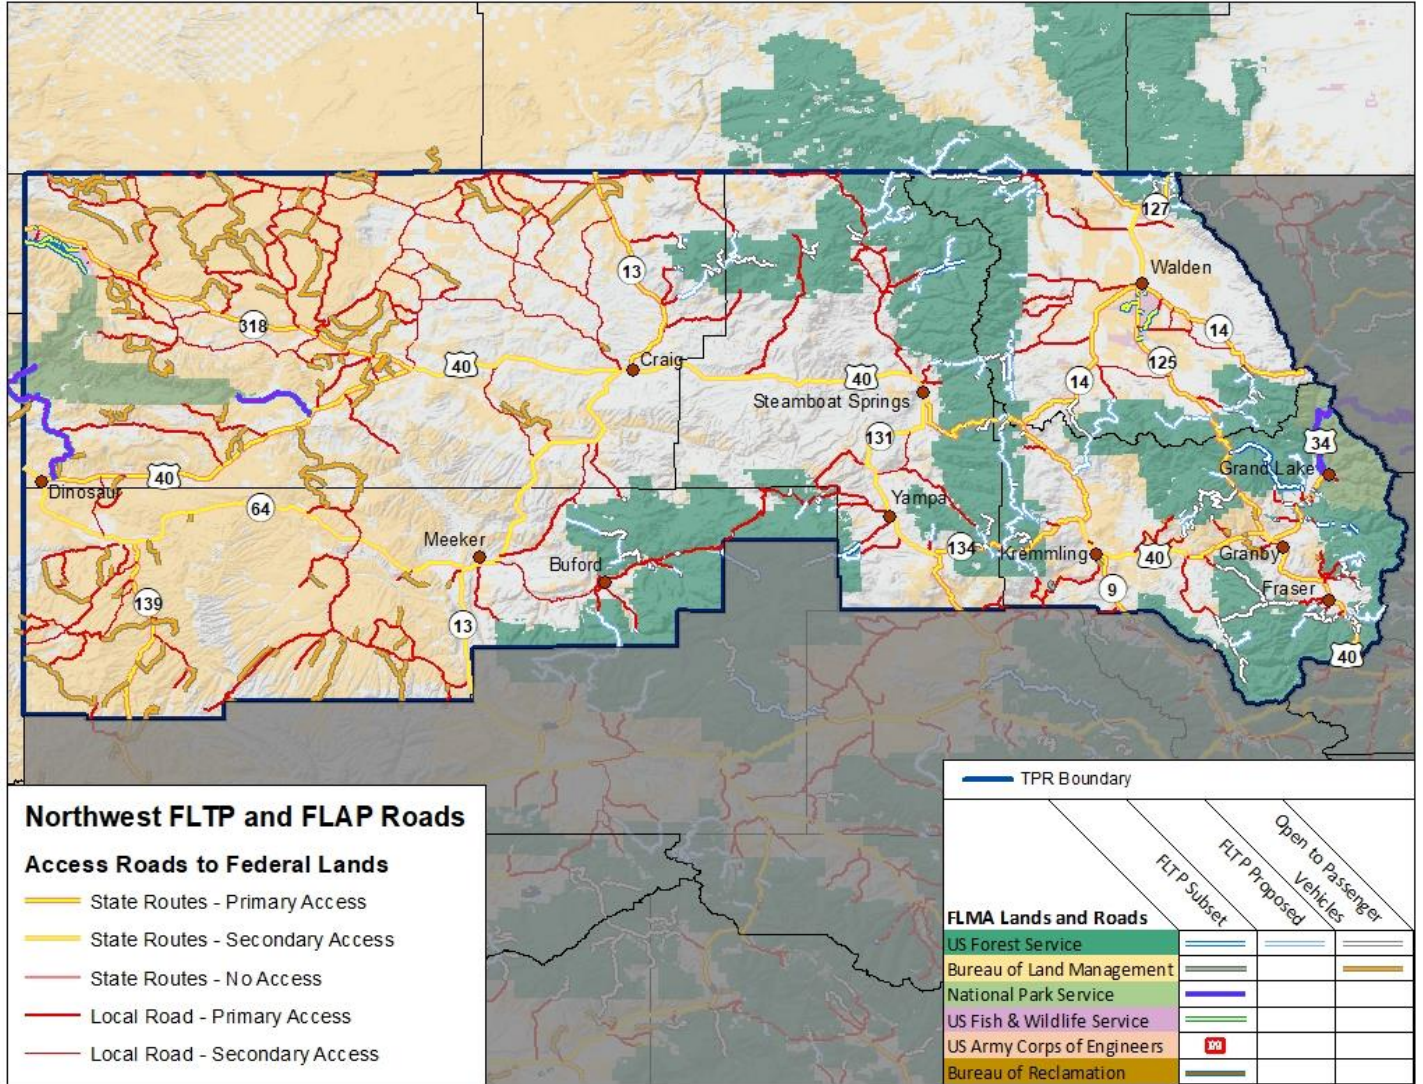 127
13
Walden
318
14
125
40
Craig
40
Steamboat Springs
14
131
34
Grand Lake
40
Dinosaur
64
Yampa
Meeker
134
Kremmling
40
Granby
Buford
139
9
Fraser
13
40
TPR Boundary
Northwest FLTP and FLAP Roads
Access Roads to Federal Lands
State Routes - Primary Access
State Routes - Secondary Access
State Routes - No Access
Local Road - Primary Access
Local Road - Secondary Access
FLMA Lands and Roads
FLTP Subset
FLTP Proposed
Open to Passenger
Vehicles
US Forest Service
Bureau of Land Management
National Park Service
US Fish & Wildlife Service
US Army Corps of Engineers
Bureau of Reclamation